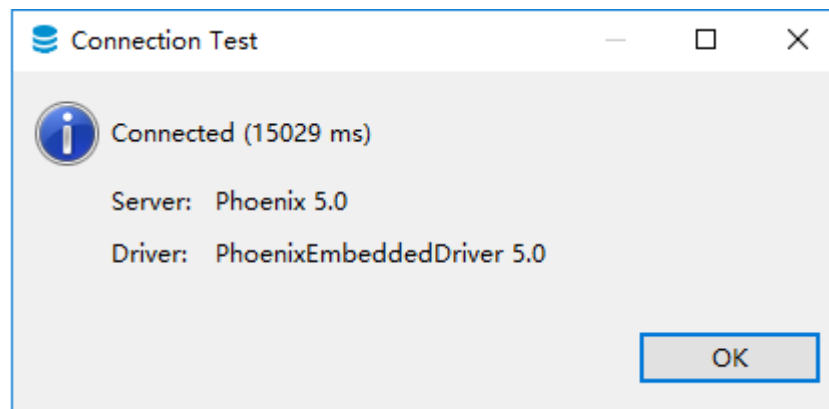 Connection Test
Connected (15029 ms)
Server: Phoenix 5.0
Driver: PhoenixEmbeddedDriver 5.0
OK